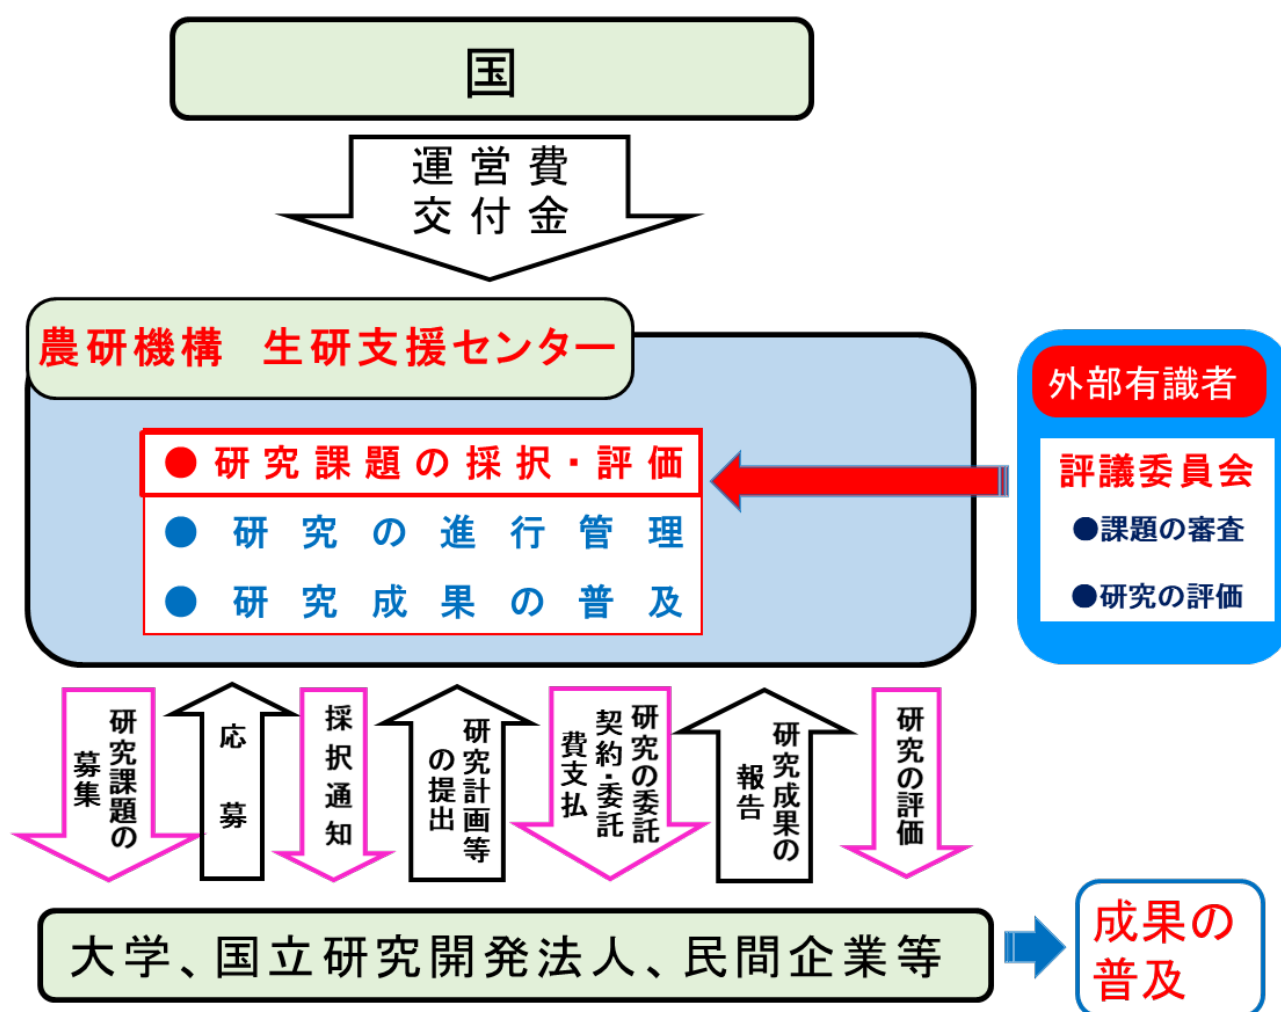 国
運営費
交付金
農研機構　生研支援センター
●研究課題の採択・評価
●研究の進行管理
●研究成果の普及
外部有識者
評議委員会
●課題の審査
●研究の評価
研究課題の
募集
応募
採択通知
研究計画等
の提出
研究の委託
契約・委託
費支払
研究成果の
報告
研究の評価
大学、国立研究開発法人、民間企業等
成果の
普及